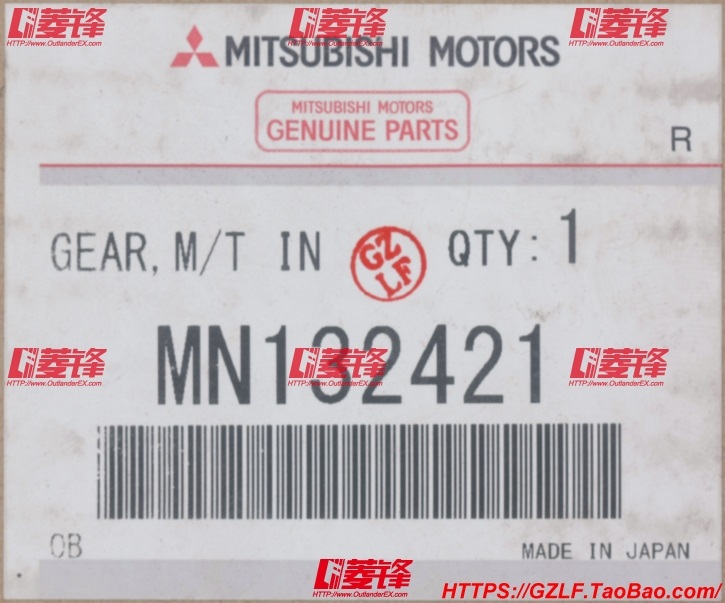 菱锋 菱锋 菱锋
HTTP://www.OutlanderEX.com HTTP://www.OutlanderEX.com HTTP://www.OutlanderEX.com
MITSUBISHI MOTORS
MITSUBISHI MOTORS
GENUINE PARTS
R
GEAR, M/T IN GZ LF QTY: 1
MN132421
菱锋 菱锋 菱锋
HTTP://www.OutlanderEX.com HTTP://www.OutlanderEX.com HTTP://www.OutlanderEX.com
OB MADE IN JAPAN
菱锋
HTTP://www.OutlanderEX.com
HTTPS://GZLF.TaoBao.com/